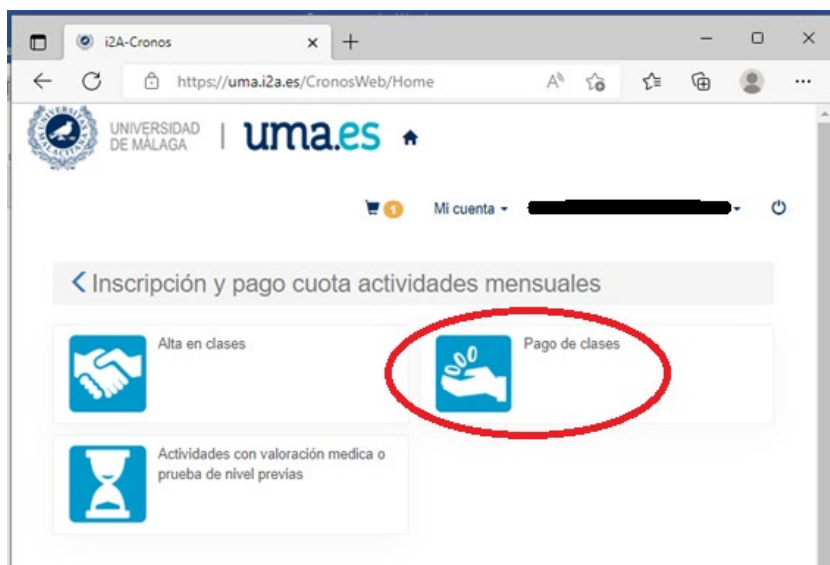 i2A-Cronos
https://uma.i2a.es/CronosWeb/Home
UNIVERSIDAD
DE MÁLAGA
uma.es
1
Mi cuenta
Inscripción y pago cuota actividades mensuales
Alta en clases
Pago de clases
Actividades con valoración medica o
prueba de nivel previas